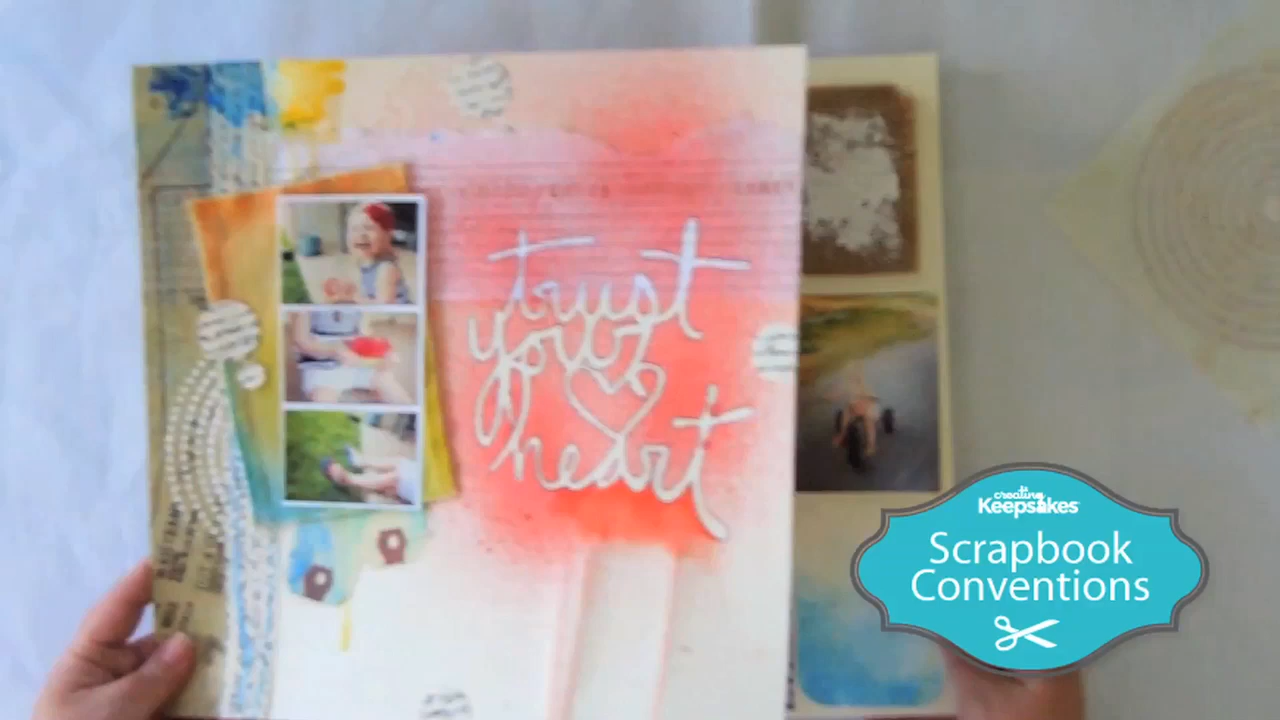 trust
your
heart
creating
Keepsakes
Scrapbook
Conventions